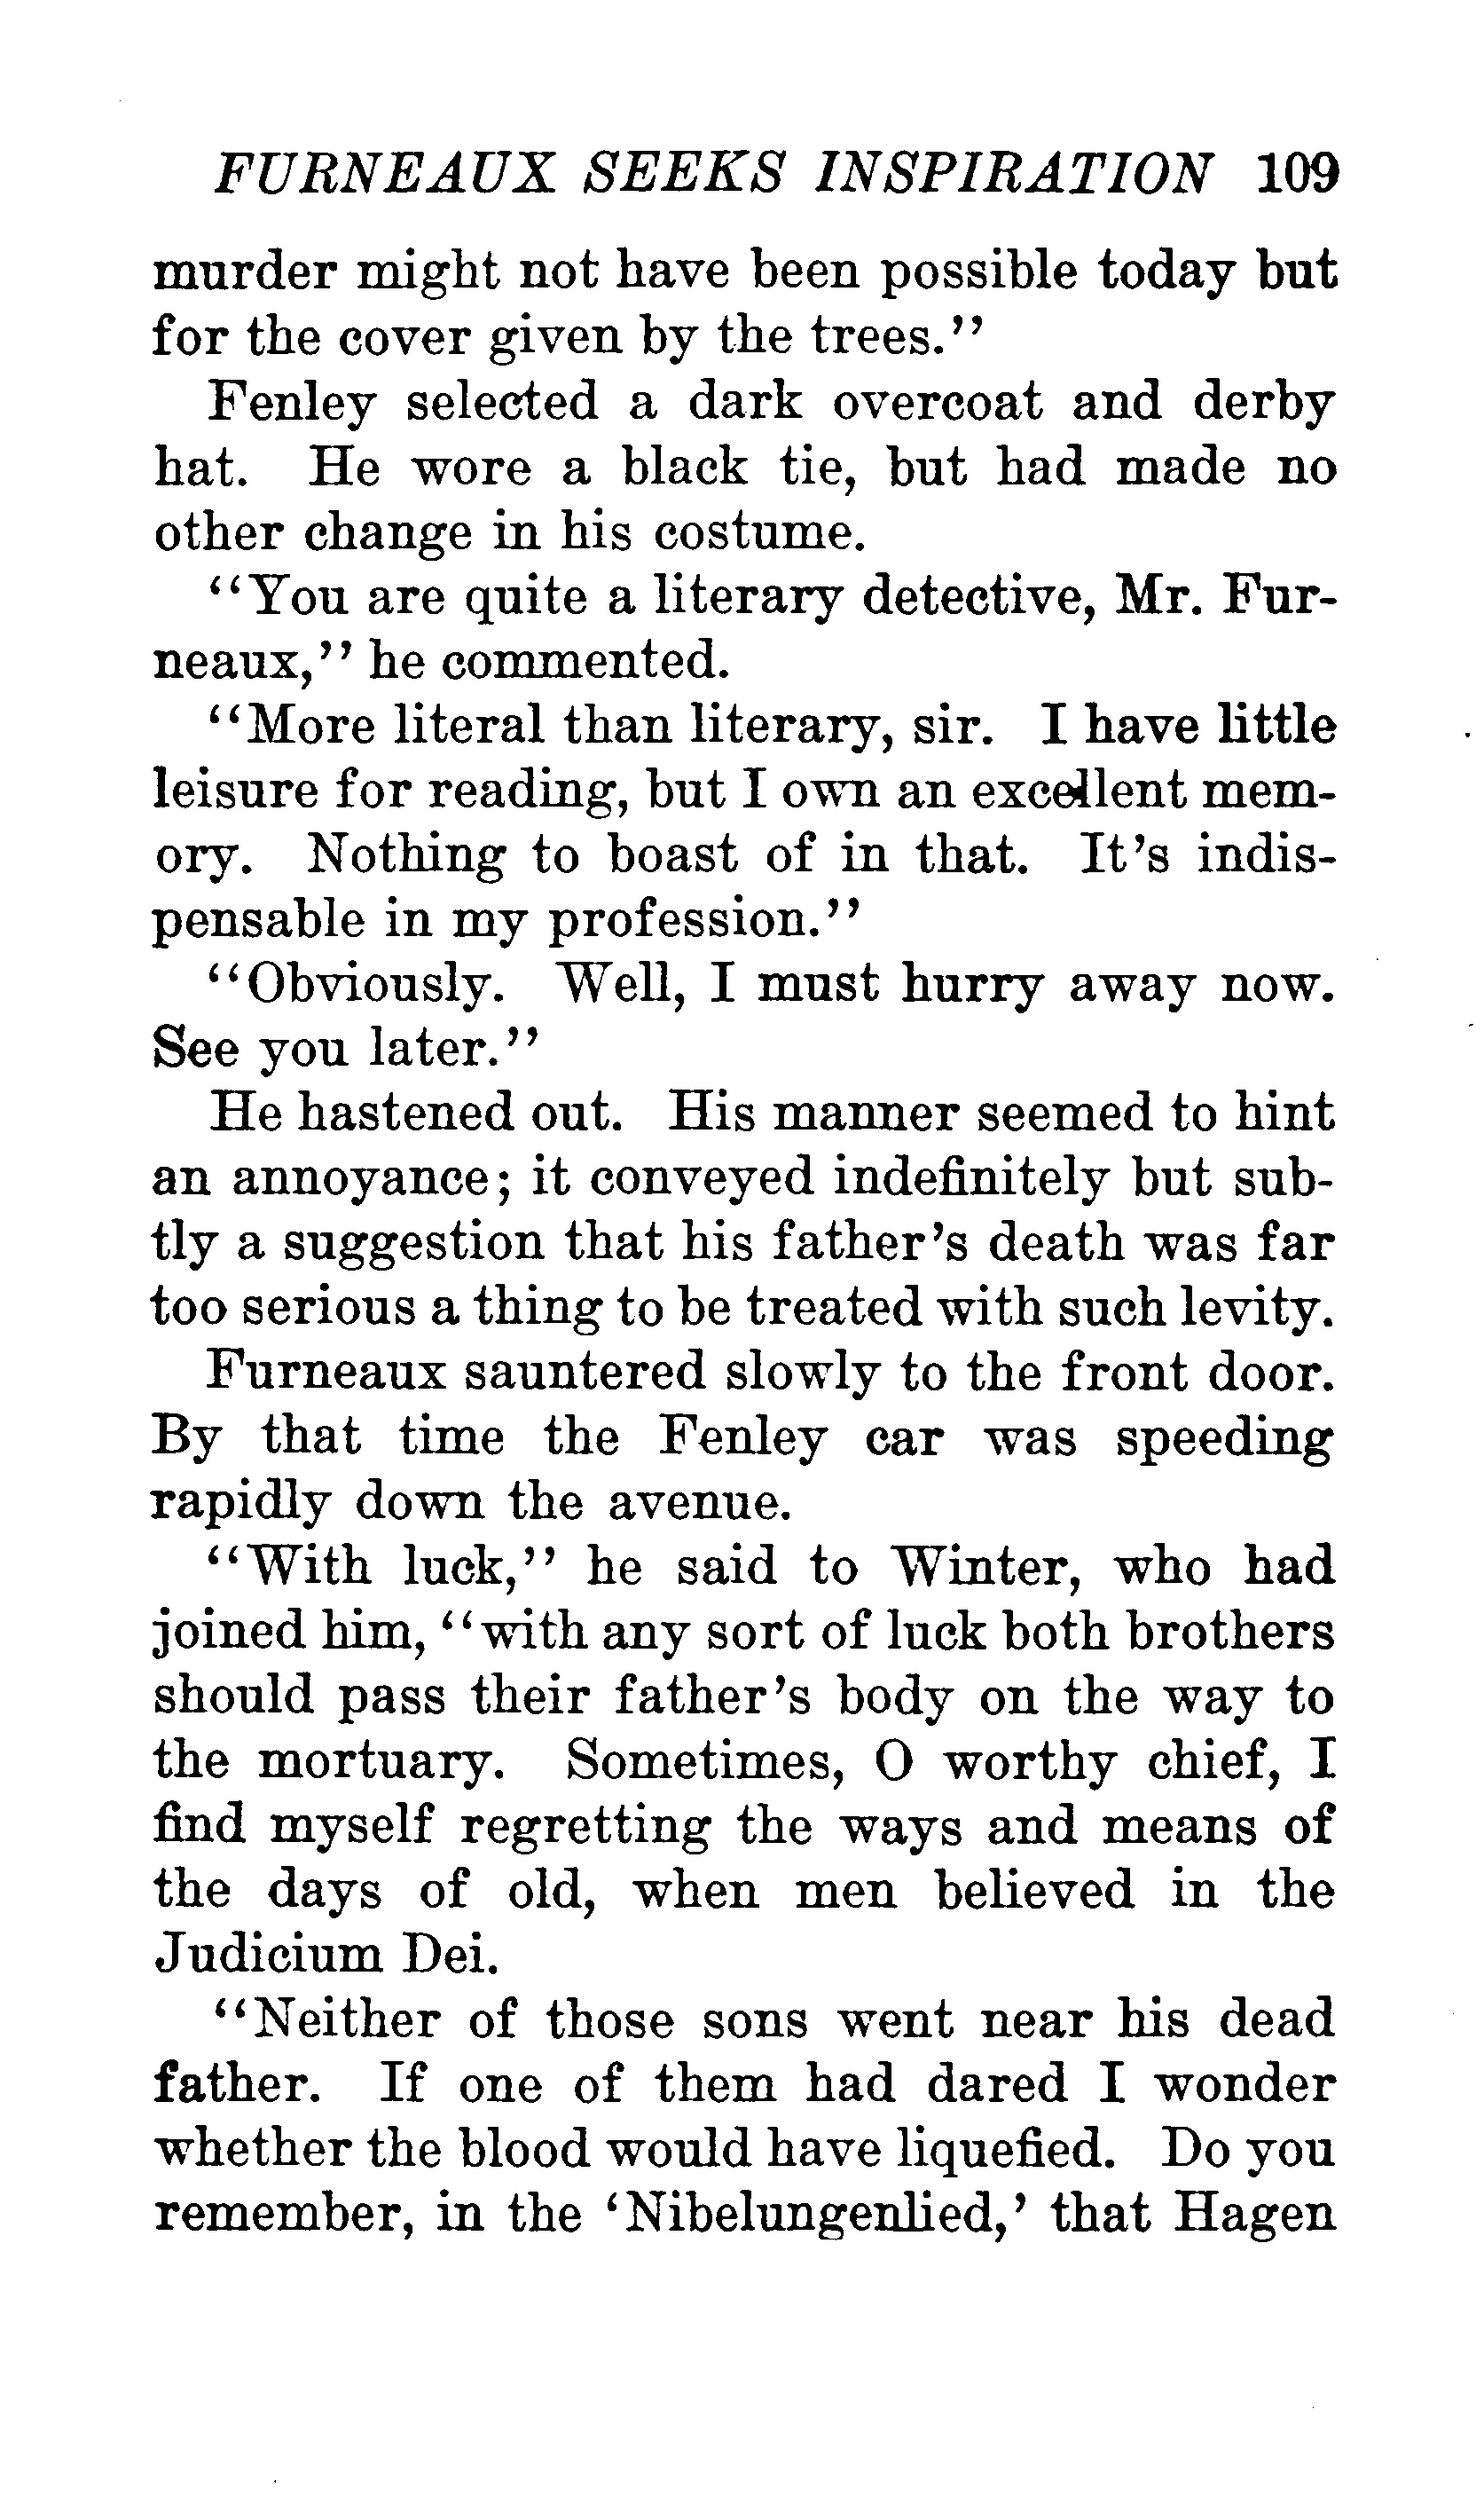 FURNEAUX SEEKS INSPIRATION 109
murder might not have been possible today but
for the cover given by the trees."
Fenley selected a dark overcoat and derby
hat. He wore a black tie, but had made no
other change in his costume.
"You are quite a literary detective, Mr. Fur-
neaux," he commented.
"More literal than literary, sir. I have little
leisure for reading, but I own an excellent mem-
ory. Nothing to boast of in that. It's indis-
pensable in my profession."
"Obviously. Well, I must hurry away now.
See you later."
He hastened out. His manner seemed to hint
an annoyance; it conveyed indefinitely but sub-
tly a suggestion that his father's death was far
too serious a thing to be treated with such levity.
Furneaux sauntered slowly to the front door.
By that time the Fenley car was speeding
rapidly down the avenue.
"With luck," he said to Winter, who had
joined him, "with any sort of luck both brothers
should pass their father's body on the way to
the mortuary. Sometimes, O worthy chief, I
find myself regretting the ways and means of
the days of old, when men believed in the
Judicium Dei.
"Neither of those sons went near his dead
father. If one of them had dared I wonder
whether the blood would have liquefied. Do you
remember, in the 'Nibelungenlied,' that Hagen